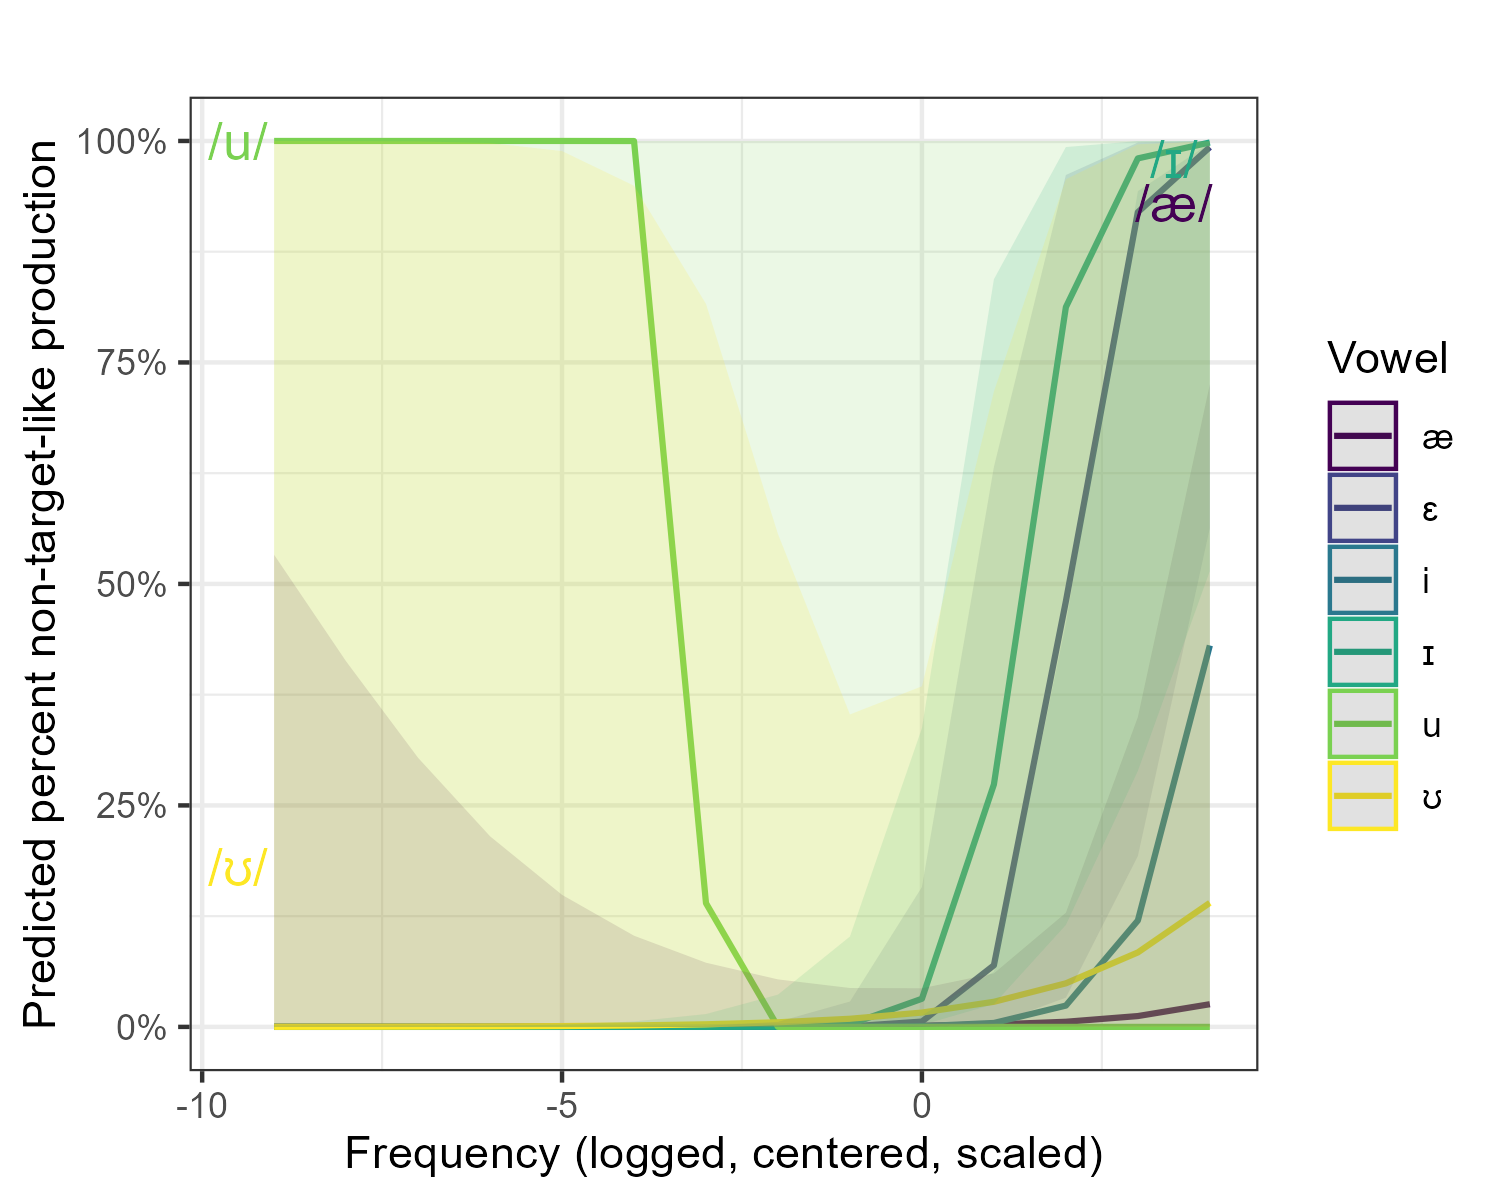 Predicted percent non-target-like production
100%
75%
50%
25%
0%
/u/
/ʊ/
/ɪ/
/æ/
-10
-5
0
Frequency (logged, centered, scaled)
Vowel
æ
ɛ
i
ɪ
u
ʊ